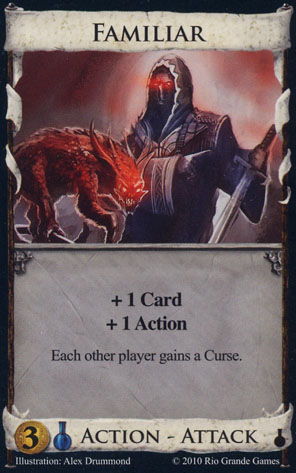 FAMILIAR
+ 1 Card
+ 1 Action
Each other player gains a Curse.
3 ACTION - ATTACK
Illustration: Alex Drummond © 2010 Rio Grande Games